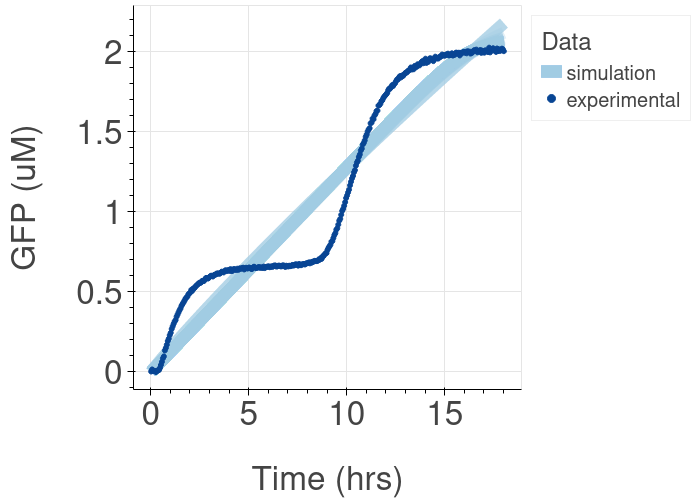 GFP (uM)
2
1.5
1
0.5
0
0 5 10 15
Time (hrs)
Data
simulation
experimental